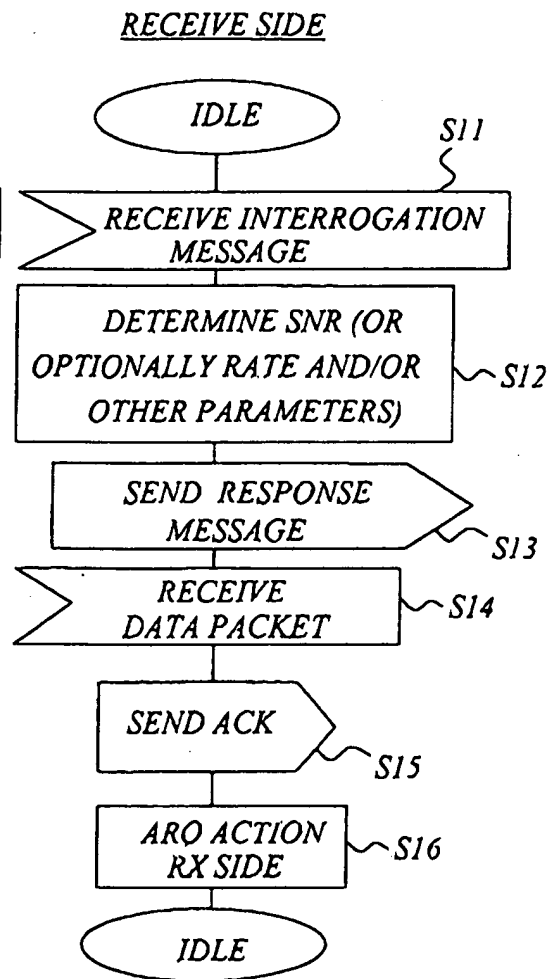 RECEIVE SIDE
IDLE
S11
RECEIVE INTERROGATION
MESSAGE
DETERMINE SNR (OR
OPTIONALLY RATE AND/OR
OTHER PARAMETERS)
S12
SEND RESPONSE
MESSAGE
S13
RECEIVE
DATA PACKET
S14
SEND ACK
S15
ARQ ACTION
RX SIDE
S16
IDLE